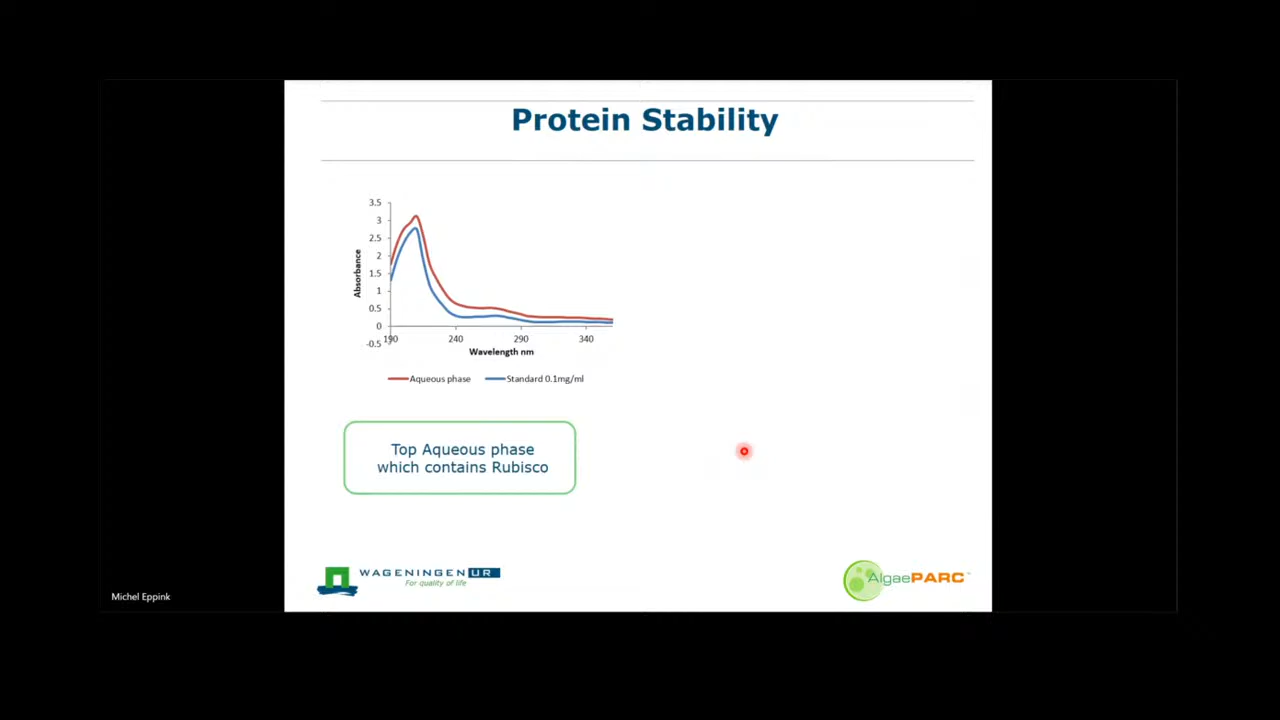 Protein Stability
3.5
3
2.5
2
1.5
1
0.5
0
-0.5
Absorbance
190 240 290 340
Wavelength nm
Aqueous phase Standard 0.1mg/ml
Top Aqueous phase
which contains Rubisco
WAGENINGEN UR
For quality of life
AlgaePARC™
Michel Eppink